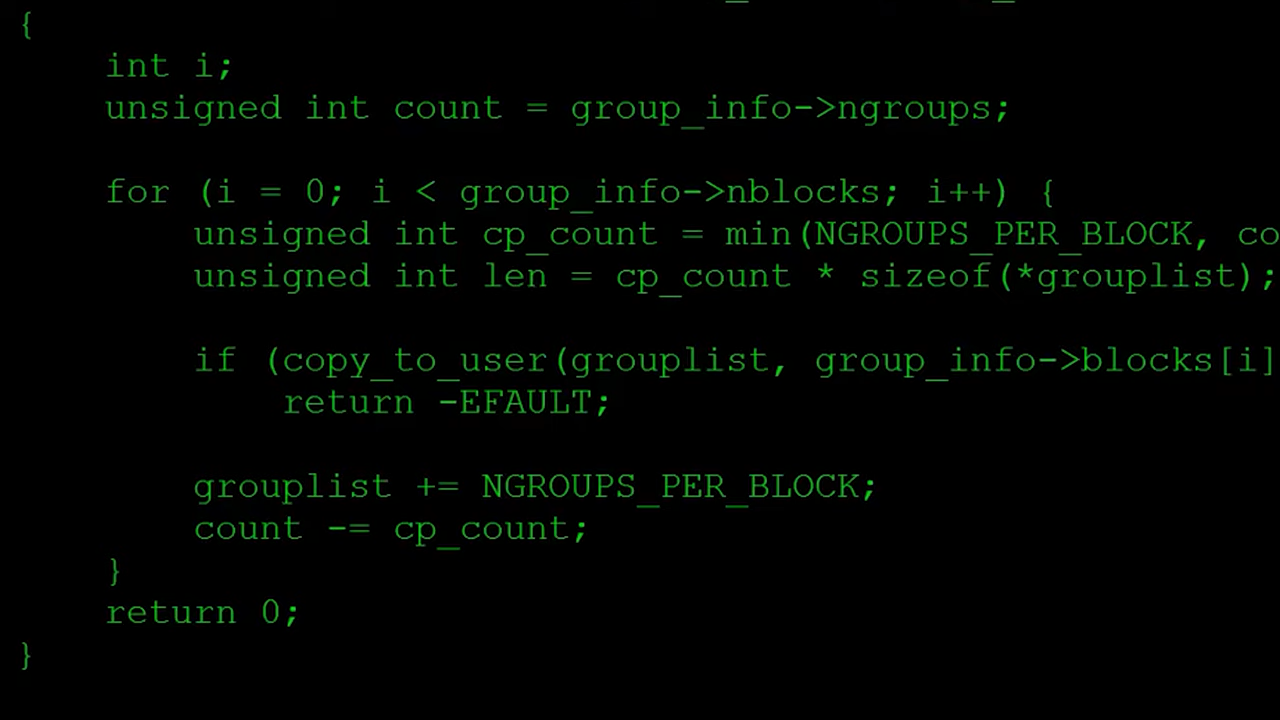 {
int i;
unsigned int count = group_info->ngroups;
for (i = 0; i < group_info->nblocks; i++) {
unsigned int cp_count = min(NGROUPS_PER_BLOCK, co
unsigned int len = cp_count * sizeof(*grouplist);
if (copy_to_user(grouplist, group_info->blocks[i]
return -EFAULT;
grouplist += NGROUPS_PER_BLOCK;
count -= cp_count;
}
return 0;
}